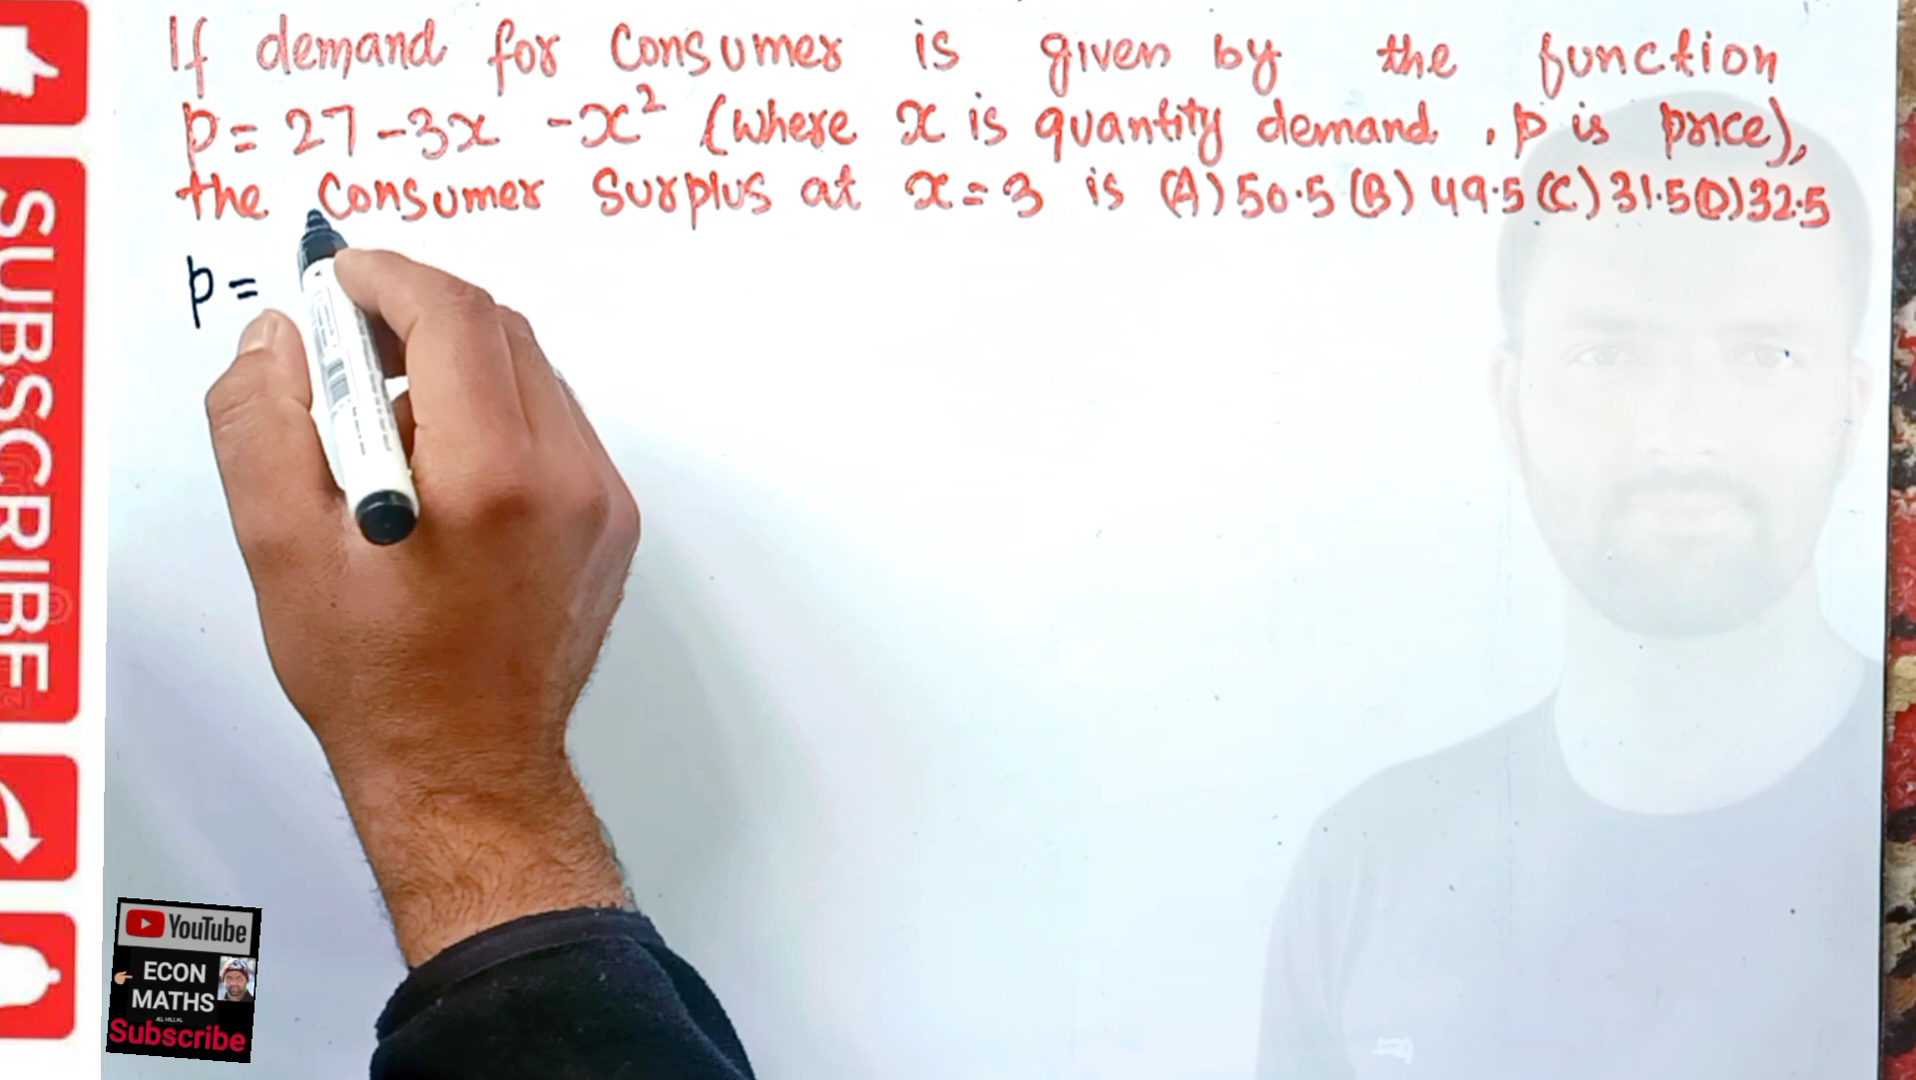 If demand for consumer is given by the function
p = 27 - 3x - x² (where x is quantity demand, p is price),
the consumer surplus at x = 3 is (A) 50.5 (B) 49.5 (C) 31.5 (D) 32.5
p =
SUBSCRIBE
YouTube
ECON
MATHS
Subscribe